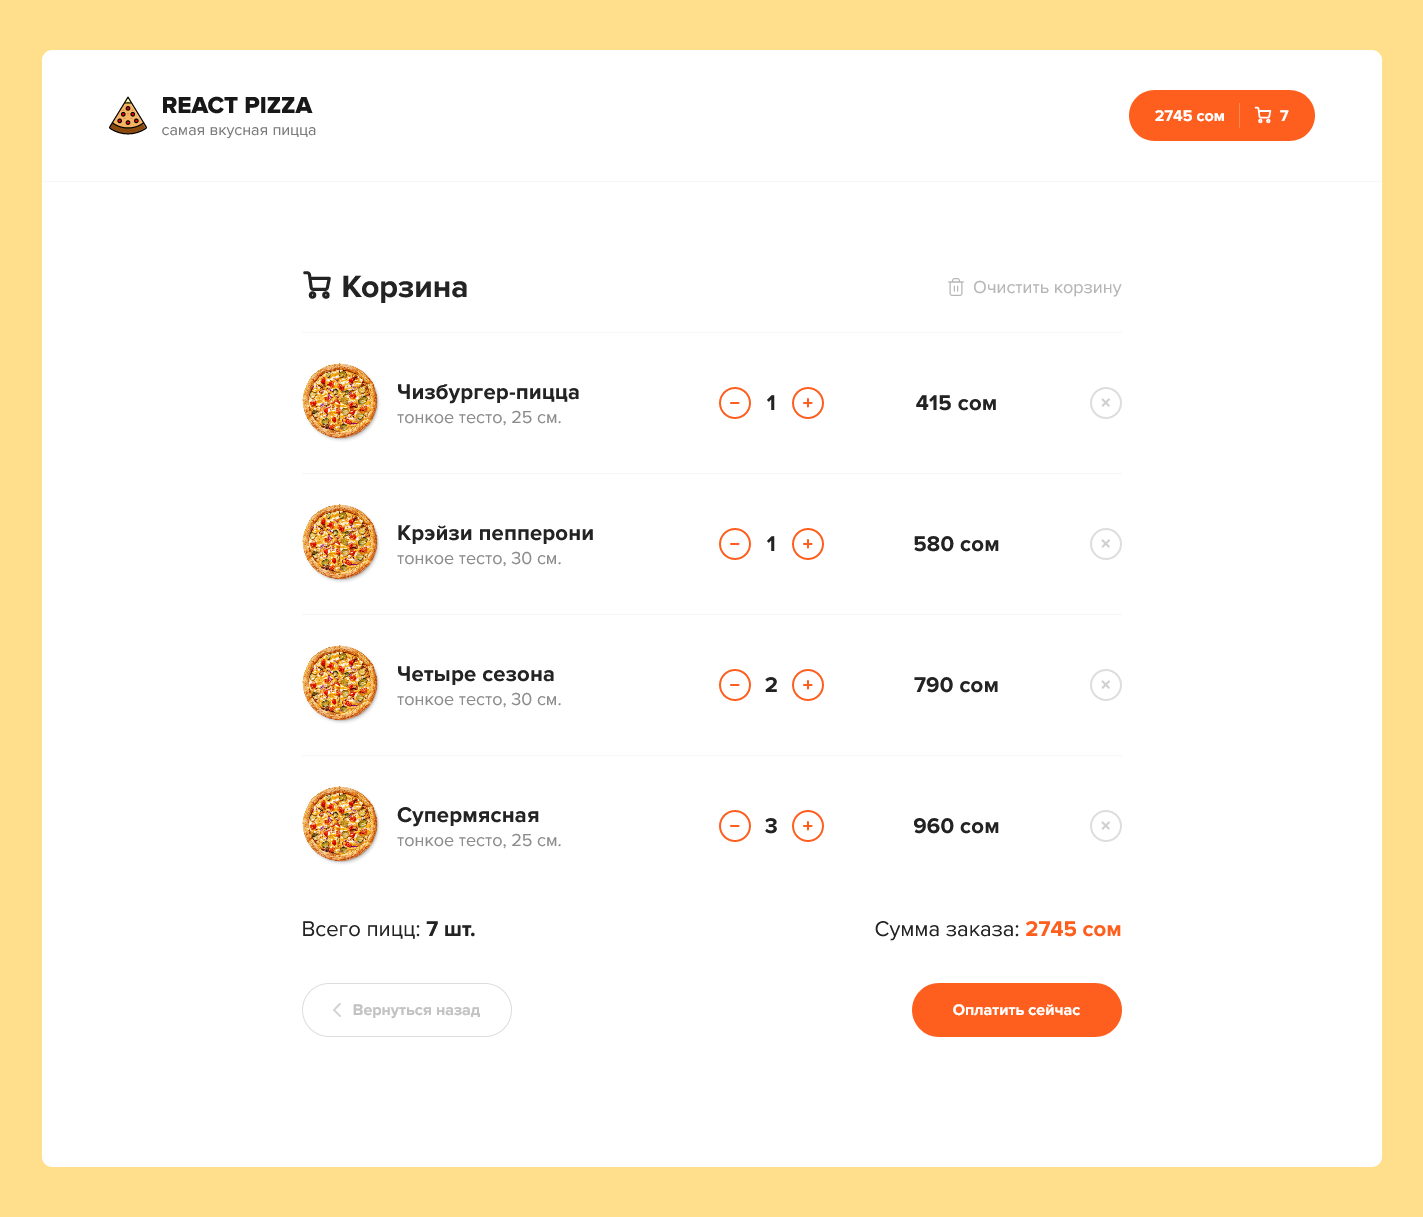 REACT PIZZA
самая вкусная пицца
2745 сом 7
Корзина
Очистить корзину
Чизбургер-пицца
тонкое тесто, 25 см.
1
415 сом
Крэйзи пепперони
тонкое тесто, 30 см.
1
580 сом
Четыре сезона
тонкое тесто, 30 см.
2
790 сом
Супермясная
тонкое тесто, 25 см.
3
960 сом
Всего пицц: 7 шт.
Сумма заказа: 2745 сом
Вернуться назад
Оплатить сейчас